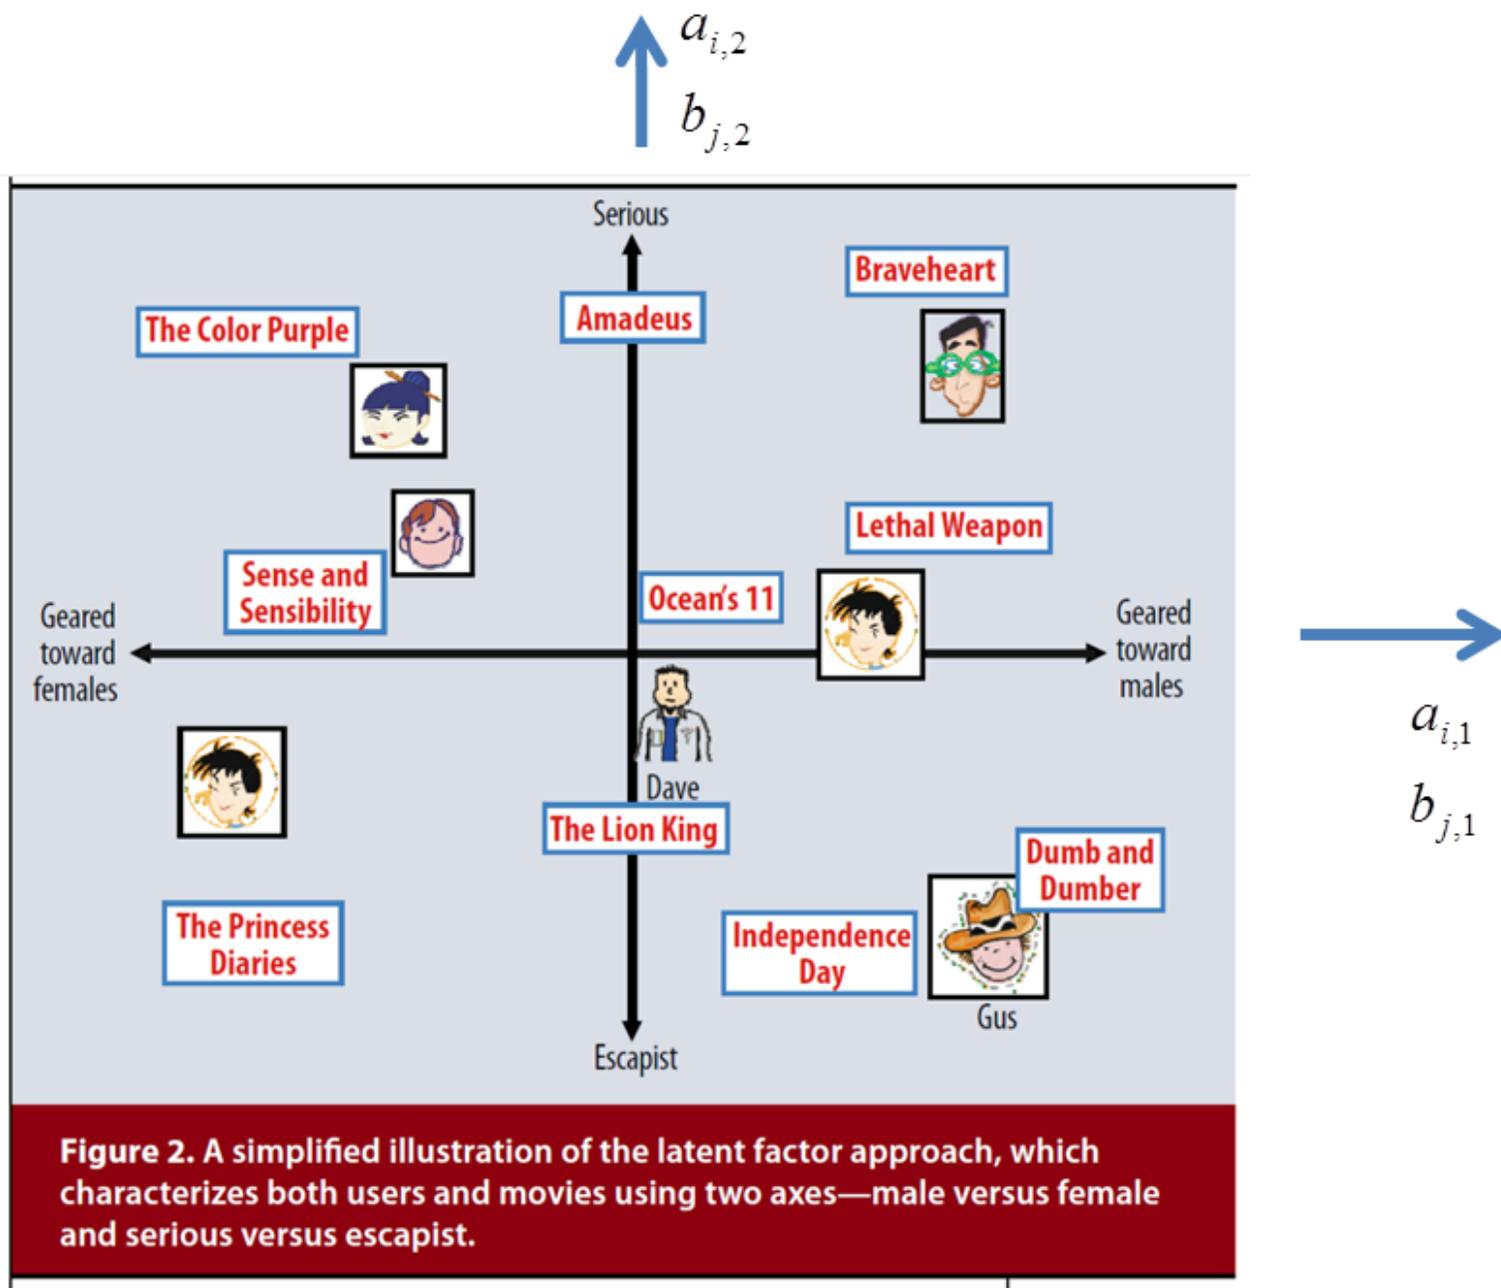 a_{i,2}
b_{j,2}
Serious
Braveheart
Amadeus
The Color Purple
Lethal Weapon
Sense and
Sensibility
Ocean's 11
Geared
toward
females
Geared
toward
males
a_{i,1}
b_{j,1}
Dave
The Lion King
Dumb and
Dumber
The Princess
Diaries
Independence
Day
Gus
Escapist
Figure 2. A simplified illustration of the latent factor approach, which
characterizes both users and movies using two axes—male versus female
and serious versus escapist.